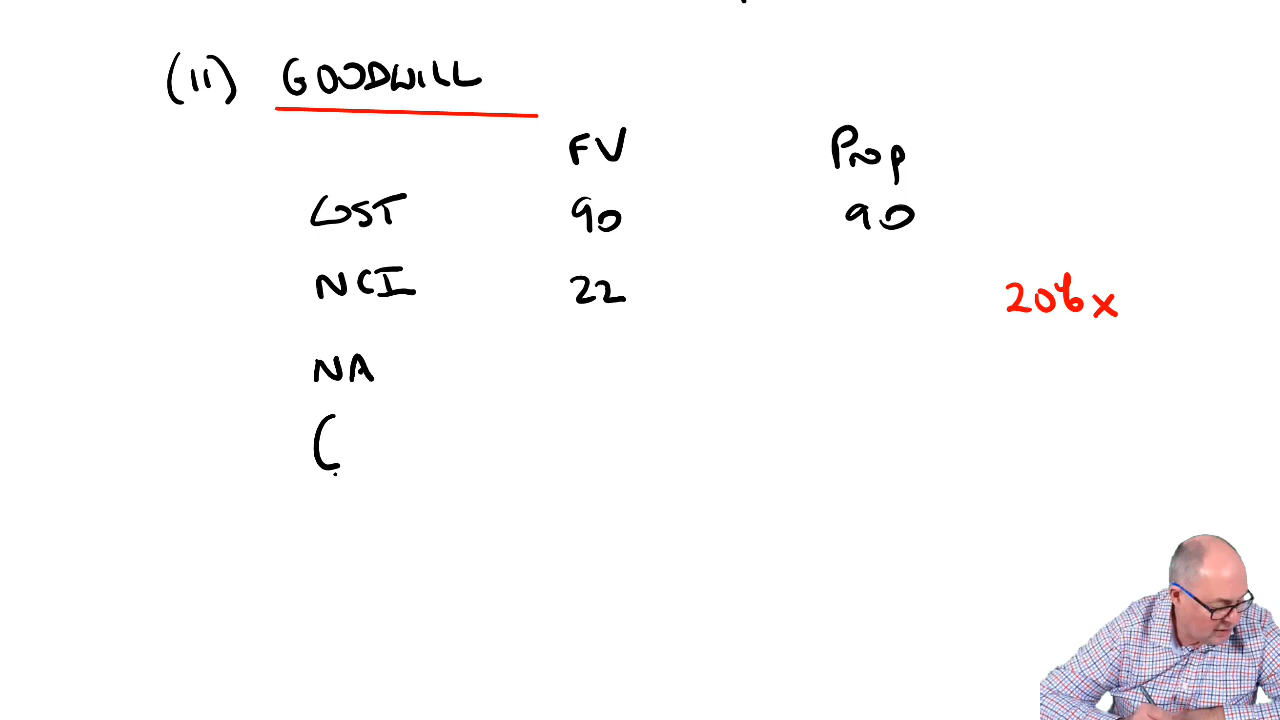 (ii) GOODWILL
FV Prop
COST 90 90
NCI 22 20% x
NA
(